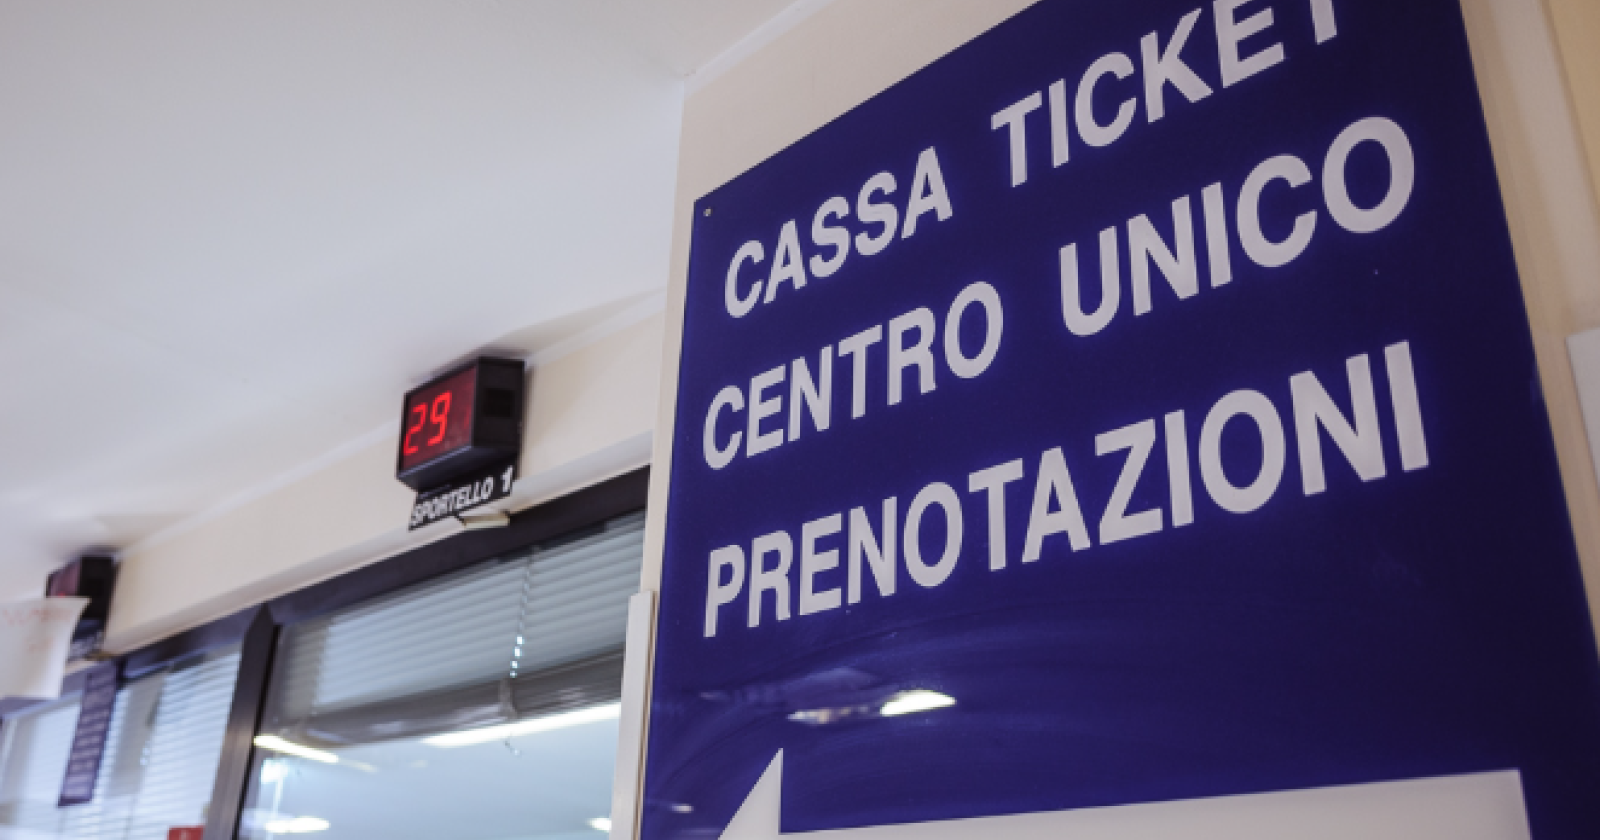 CASSA TICKET
CENTRO UNICO
PRENOTAZIONI
29
SPORTELLO 1